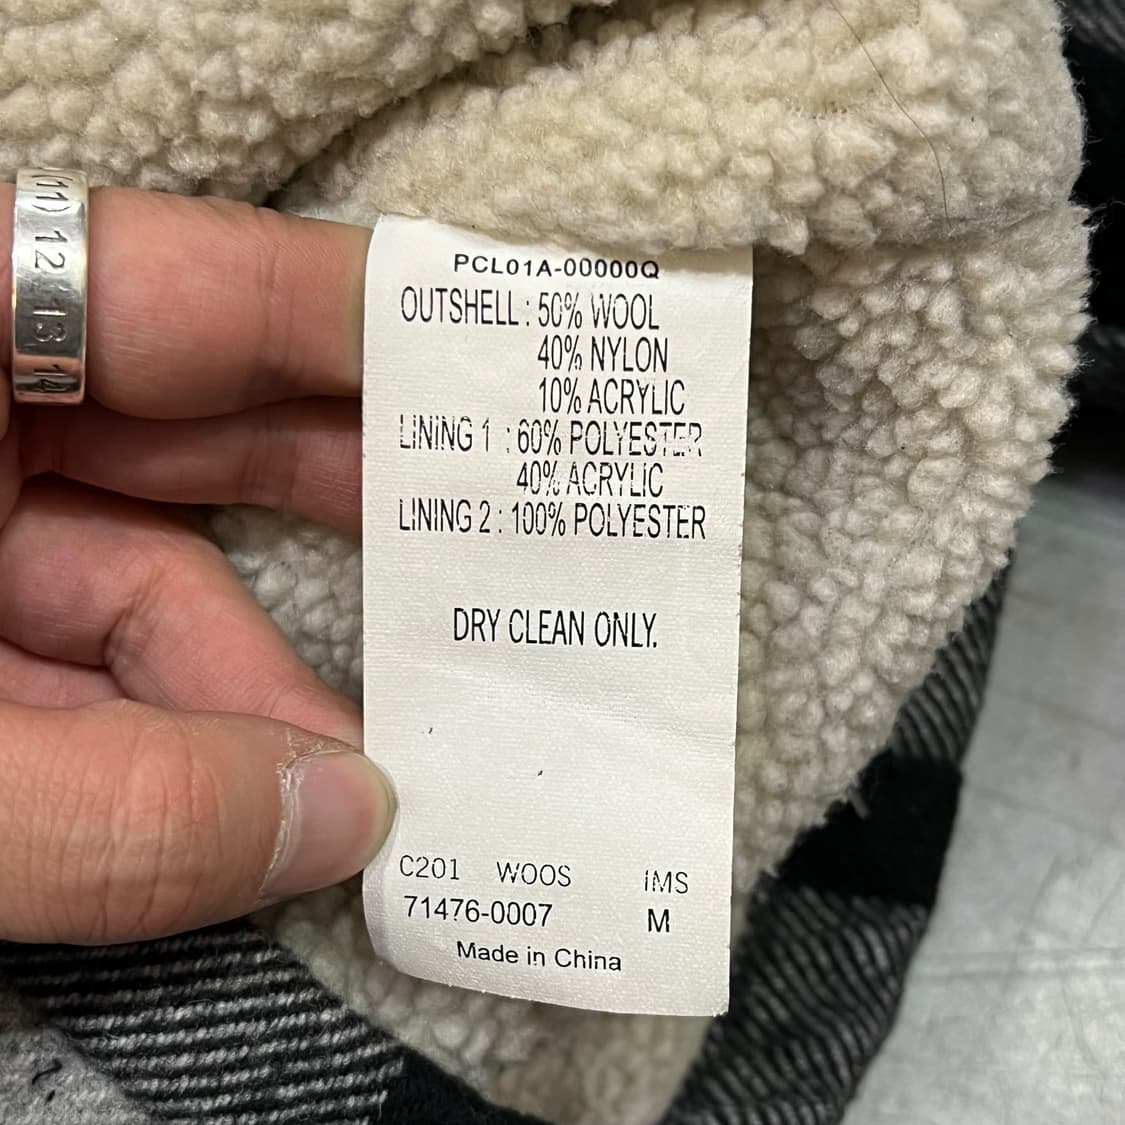 (11) 12 13 14
PCL01A-00000Q
OUTSHELL : 50% WOOL
40% NYLON
10% ACRYLIC
LINING 1 : 60% POLYESTER
40% ACRYLIC
LINING 2 : 100% POLYESTER
DRY CLEAN ONLY.
C201 WOOS IMS
71476-0007 M
Made in China